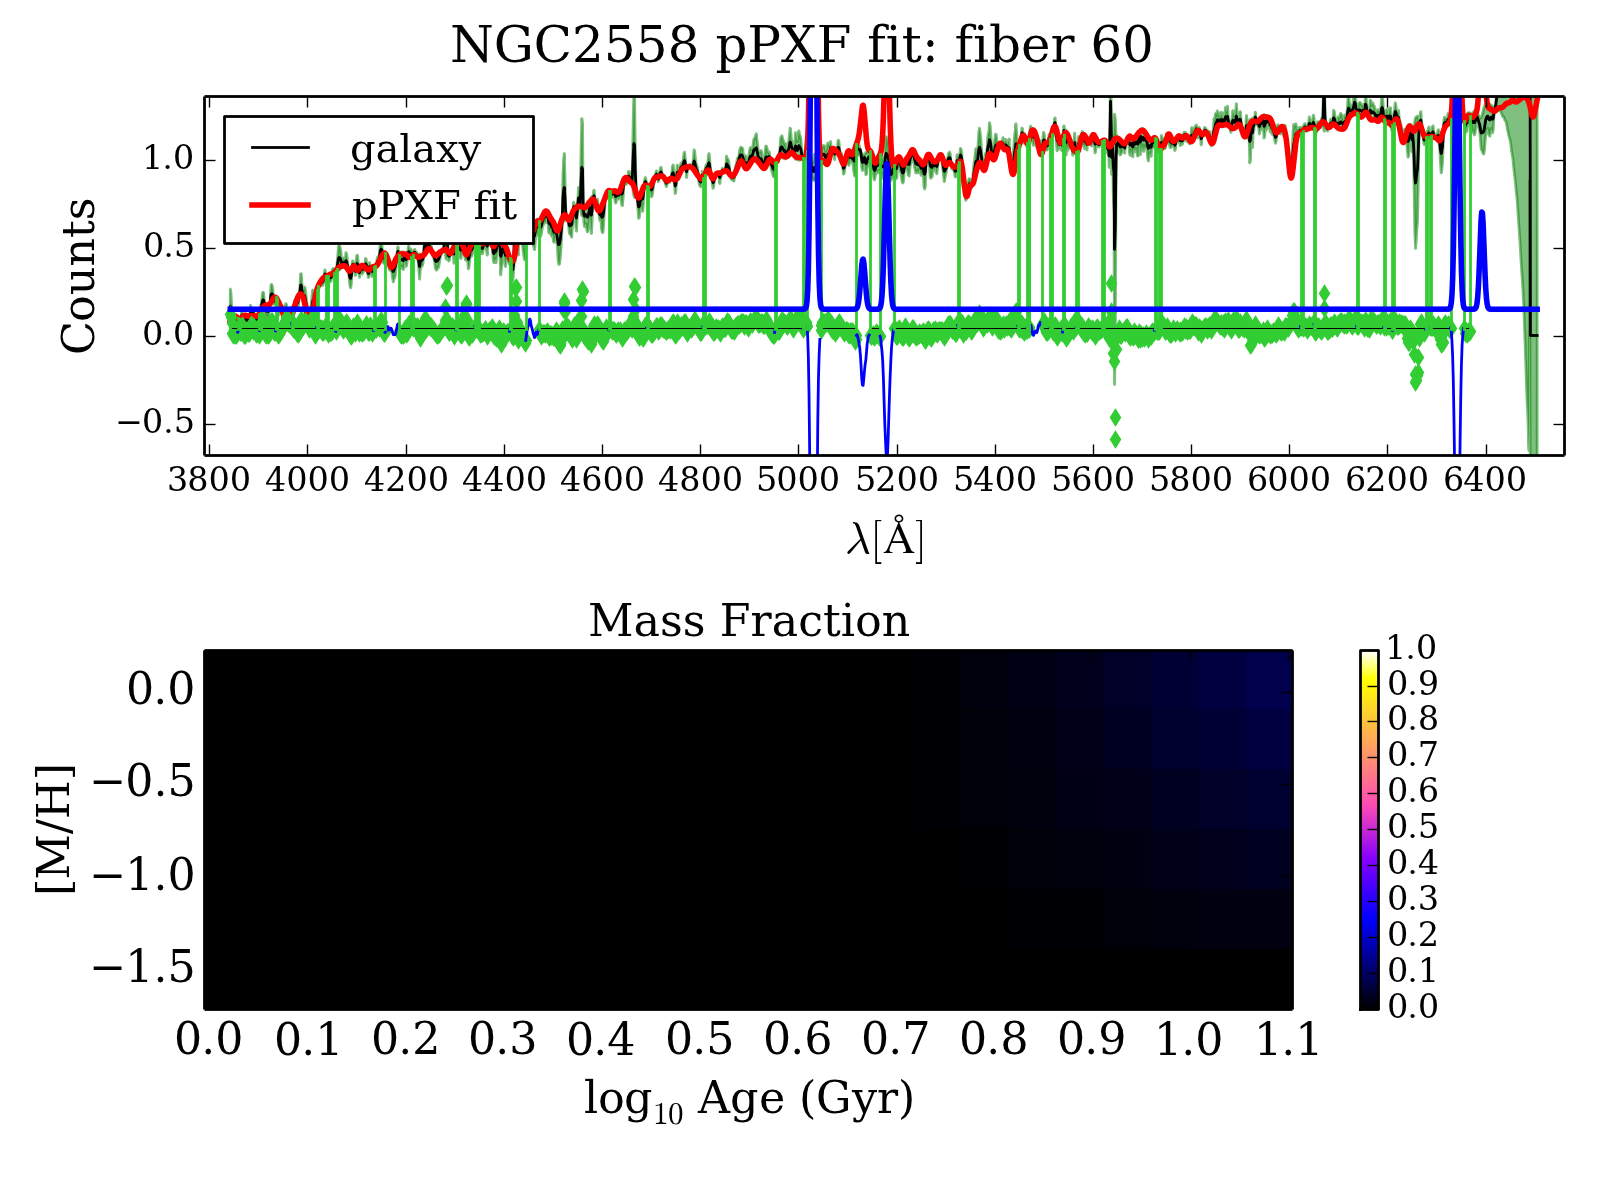 NGC2558 pPXF fit: fiber 60
galaxy
pPXF fit
Counts
1.0
0.5
0.0
−0.5
3800 4000 4200 4400 4600 4800 5000 5200 5400 5600 5800 6000 6200 6400
λ[Å]
Mass Fraction
[M/H]
0.0
−0.5
−1.0
−1.5
0.0 0.1 0.2 0.3 0.4 0.5 0.6 0.7 0.8 0.9 1.0 1.1
log₁₀ Age (Gyr)
1.0
0.9
0.8
0.7
0.6
0.5
0.4
0.3
0.2
0.1
0.0